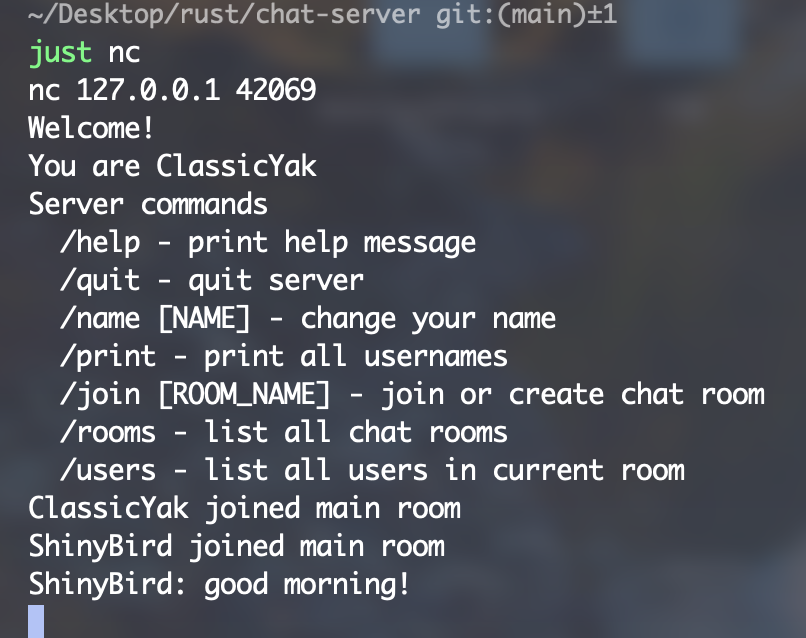 ~/Desktop/rust/chat-server git:(main)±1
just nc
nc 127.0.0.1 42069
Welcome!
You are ClassicYak
Server commands
  /help - print help message
  /quit - quit server
  /name [NAME] - change your name
  /print - print all usernames
  /join [ROOM_NAME] - join or create chat room
  /rooms - list all chat rooms
  /users - list all users in current room
ClassicYak joined main room
ShinyBird joined main room
ShinyBird: good morning!